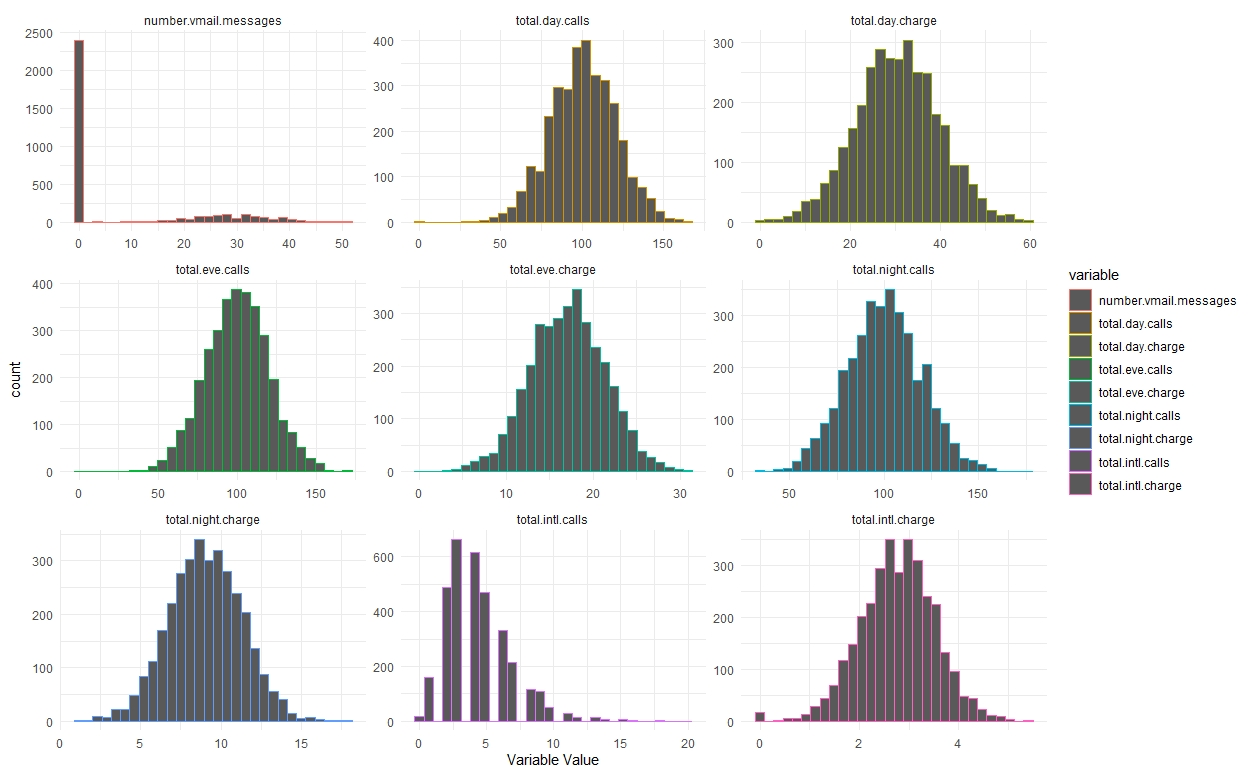 number.vmail.messages
0 500 1000 1500 2000 2500
0 10 20 30 40 50
total.day.calls
0 100 200 300 400
0 50 100 150
total.day.charge
0 100 200 300
0 20 40 60
total.eve.calls
0 100 200 300 400
0 50 100 150
total.eve.charge
0 100 200 300
0 10 20 30
total.night.calls
0 100 200 300
50 100 150
total.night.charge
0 100 200 300
0 5 10 15
total.intl.calls
0 200 400 600
0 5 10 15 20
total.intl.charge
0 100 200 300
0 2 4
count
Variable Value
variable
number.vmail.messages
total.day.calls
total.day.charge
total.eve.calls
total.eve.charge
total.night.calls
total.night.charge
total.intl.calls
total.intl.charge